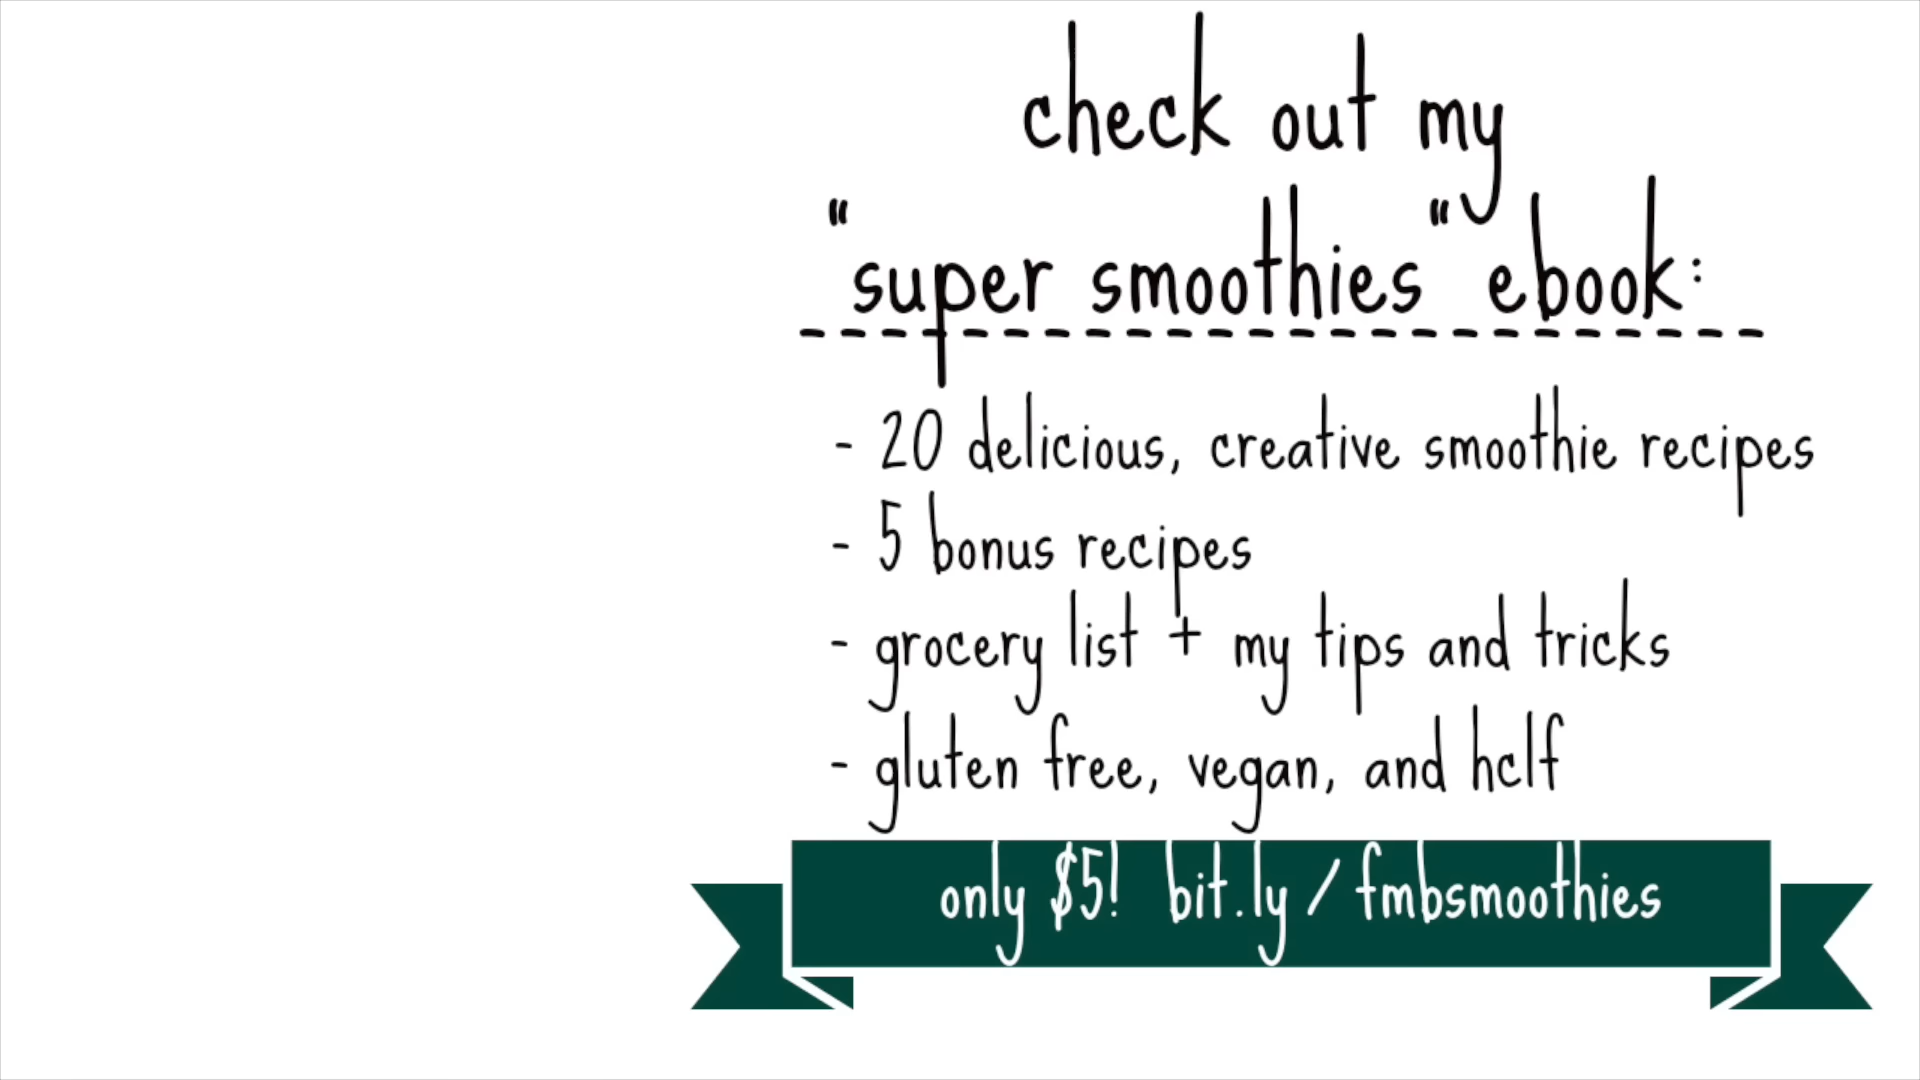 check out my
"super smoothies" ebook:
- 20 delicious, creative smoothie recipes
- 5 bonus recipes
- grocery list + my tips and tricks
- gluten free, vegan, and hclf
only $5! bit.ly/fmbsmoothies